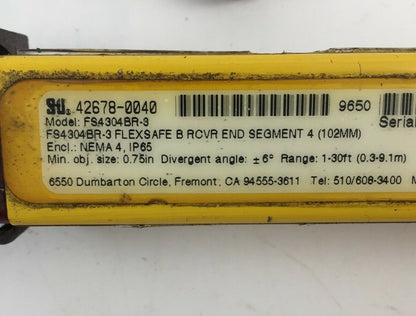 STI. 42678-0040
9650
Serial
Model: FS4304BR-3
FS4304BR-3 FLEXSAFE B RCVR END SEGMENT 4 (102MM)
Encl.: NEMA 4, IP65
Min. obj. size: 0.75in Divergent angle: ±6° Range: 1-30ft (0.3-9.1m)
6550 Dumbarton Circle, Fremont, CA 94555-3611 Tel: 510/608-3400 M